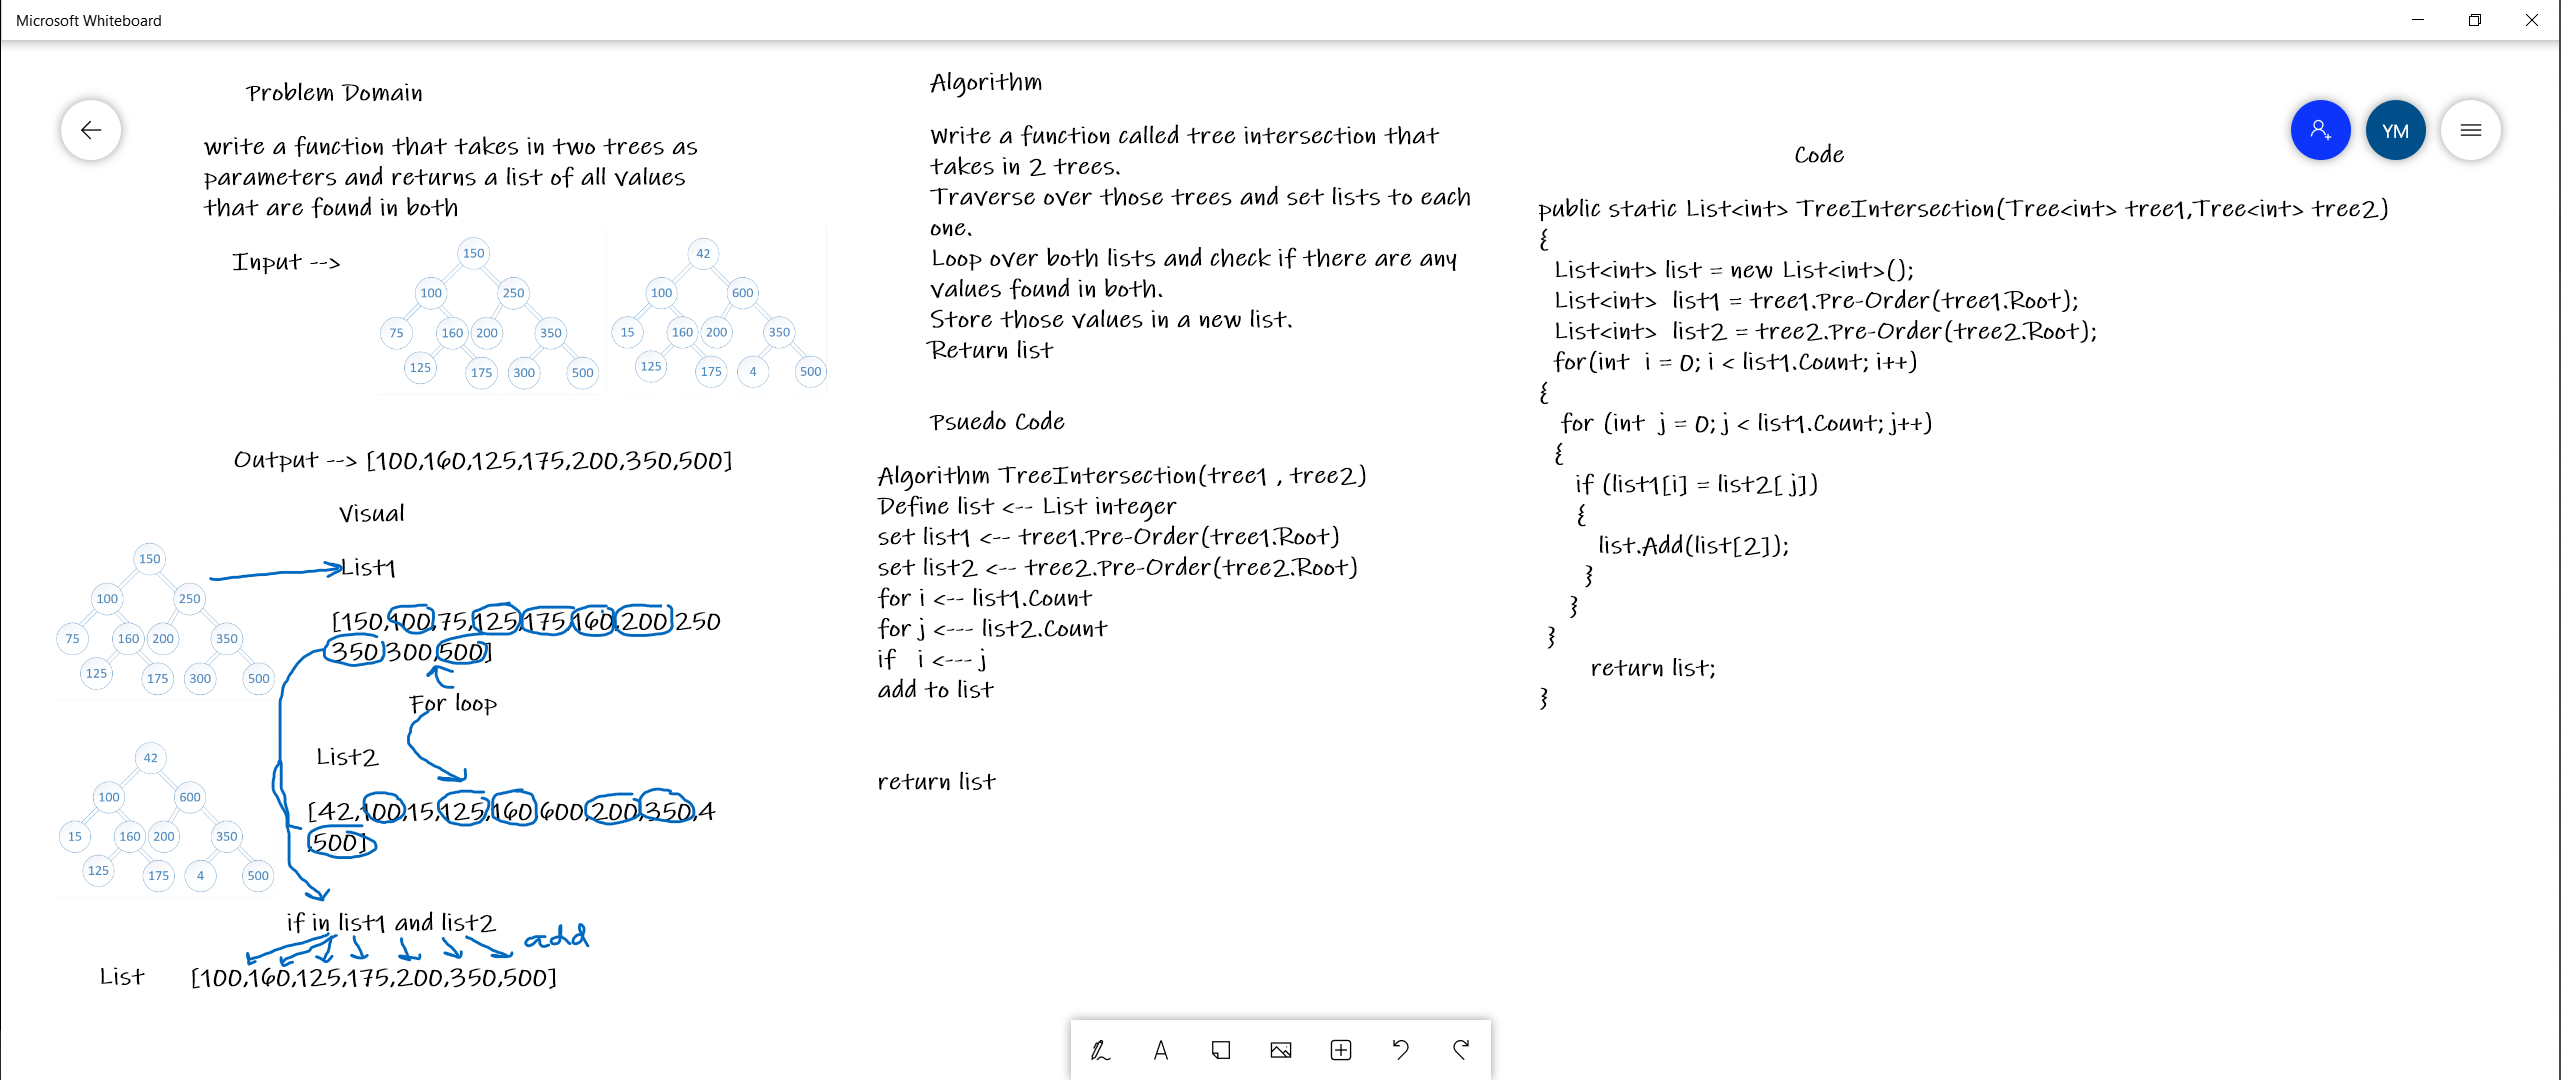 Microsoft Whiteboard
Problem Domain
write a function that takes in two trees as
parameters and returns a list of all values
that are found in both
Input -->
150
100 250
75 160 200 350
125 175 300 500
42
100 600
15 160 200 350
125 175 4 500
Output --> [100,160,125,175,200,350,500]
Visual
150
100 250
75 160 200 350
125 175 300 500
List1
[150,100,75,125,175,160,200,250
350,300,500]
For loop
List2
42
100 600
15 160 200 350
125 175 4 500
[42,100,15,125,160,600,200,350,4
,500]
if in list1 and list2
add
List [100,160,125,175,200,350,500]
Algorithm
Write a function called tree intersection that
takes in 2 trees.
Traverse over those trees and set lists to each
one.
Loop over both lists and check if there are any
values found in both.
Store those values in a new list.
Return list
Psuedo Code
Algorithm TreeIntersection(tree1 , tree2)
Define list <-- List integer
set list1 <-- tree1.Pre-Order(tree1.Root)
set list2 <-- tree2.Pre-Order(tree2.Root)
for i <-- list1.Count
for j <--- list2.Count
if i <--- j
add to list
return list
Code
public static List<int> TreeIntersection(Tree<int> tree1,Tree<int> tree2)
{
List<int> list = new List<int>();
List<int> list1 = tree1.Pre-Order(tree1.Root);
List<int> list2 = tree2.Pre-Order(tree2.Root);
for(int i = 0; i < list1.Count; i++)
{
for (int j = 0; j < list1.Count; j++)
{
if (list1[i] = list2[ j])
{
list.Add(list[2]);
}
}
}
return list;
}
YM